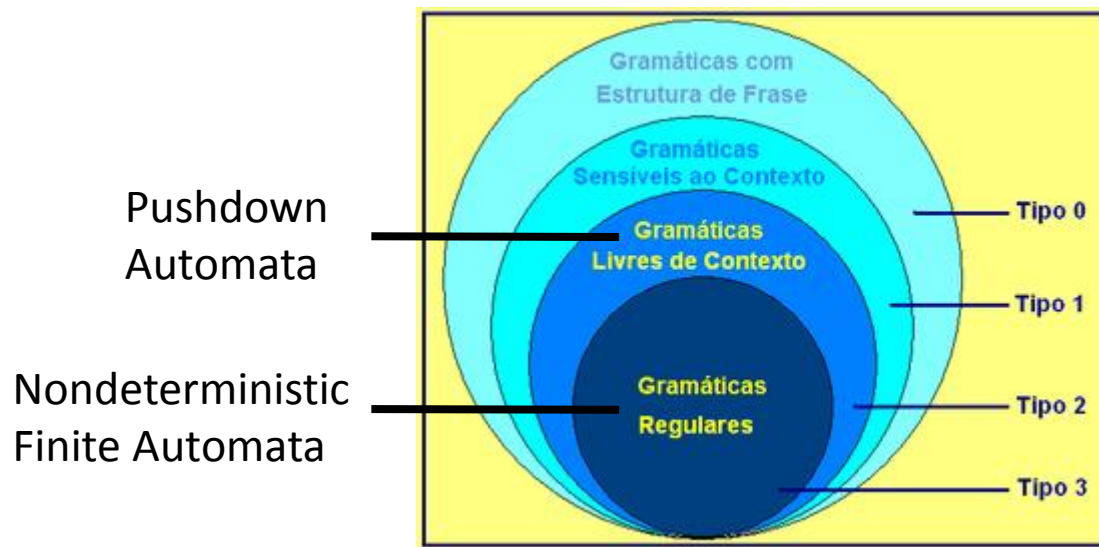 Gramáticas com
Estrutura de Frase
Gramáticas
Sensíveis ao Contexto
Pushdown
Automata
Gramáticas
Livres de Contexto
Tipo 0
Tipo 1
Nondeterministic
Finite Automata
Gramáticas
Regulares
Tipo 2
Tipo 3